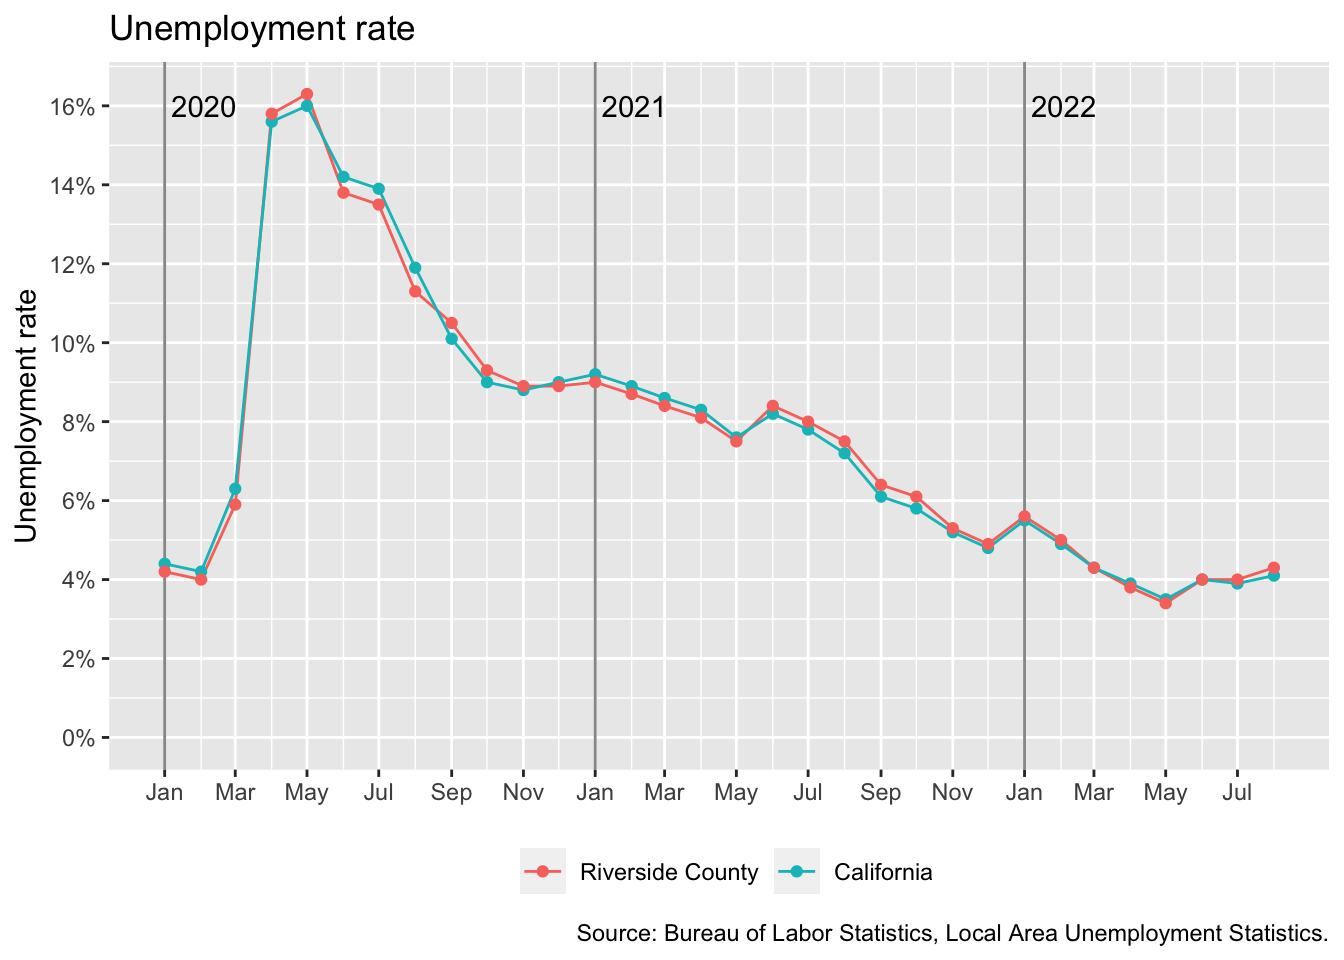 Unemployment rate
2020 2021 2022
Unemployment rate
16%
14%
12%
10%
8%
6%
4%
2%
0%
Jan Mar May Jul Sep Nov Jan Mar May Jul Sep Nov Jan Mar May Jul
Riverside County California
Source: Bureau of Labor Statistics, Local Area Unemployment Statistics.